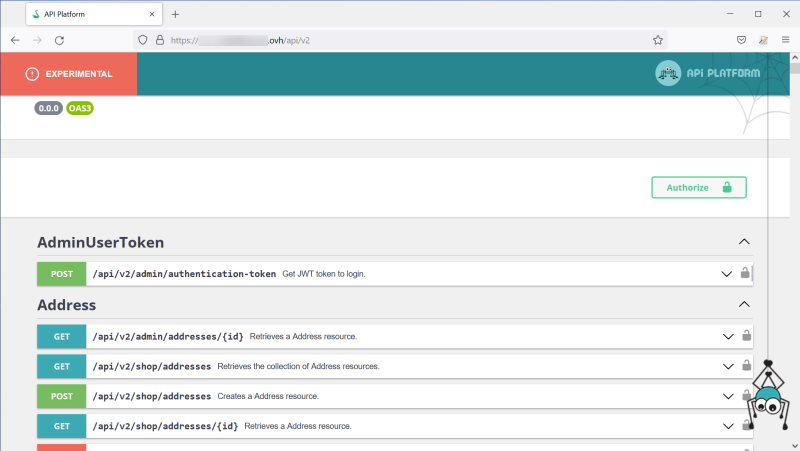 API Platform
https:// .ovh/api/v2
EXPERIMENTAL
API PLATFORM
0.0.0 OAS3
Authorize
AdminUserToken
POST /api/v2/admin/authentication-token Get JWT token to login.
Address
GET /api/v2/admin/addresses/{id} Retrieves a Address resource.
GET /api/v2/shop/addresses Retrieves the collection of Address resources.
POST /api/v2/shop/addresses Creates a Address resource.
GET /api/v2/shop/addresses/{id} Retrieves a Address resource.